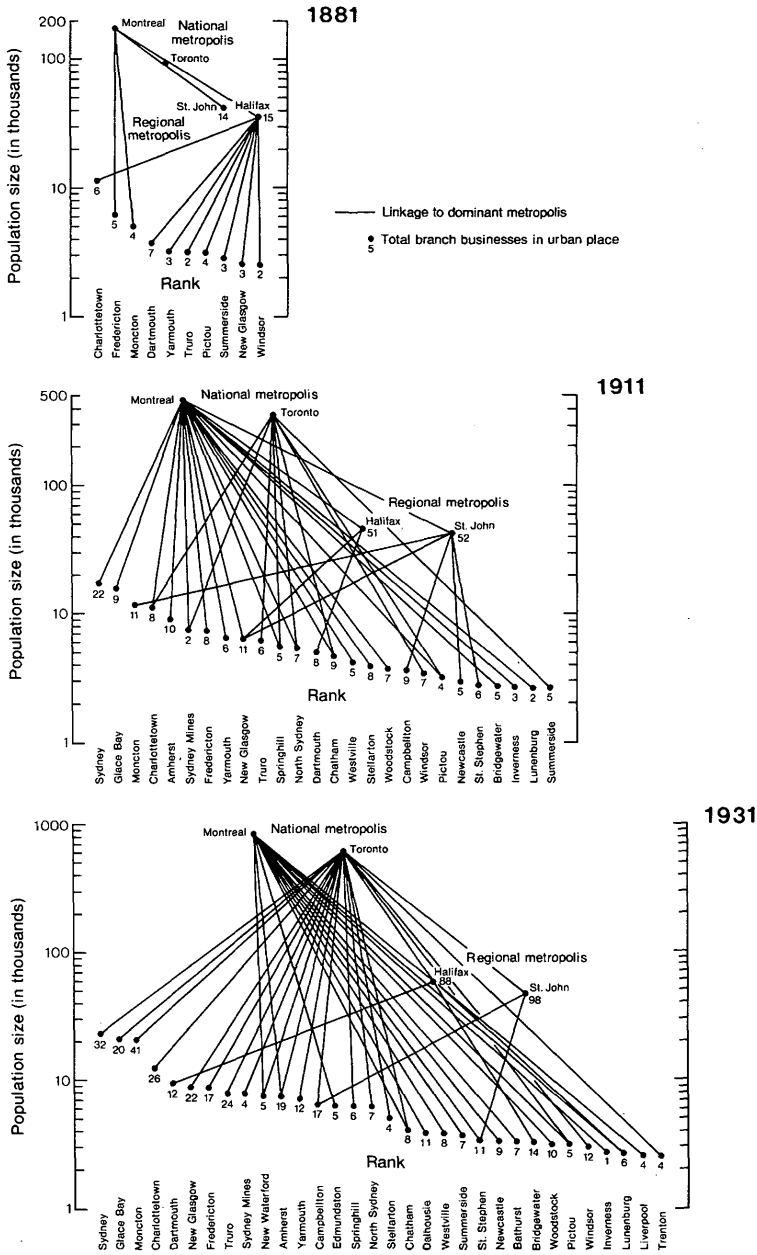 1881
200
100
10
1
Population size (in thousands)
Montreal
National
metropolis
Toronto
St. John
14
Halifax
15
Regional
metropolis
6
5
4
7
3
2
4
3
3
2
Rank
Charlottetown
Fredericton
Moncton
Dartmouth
Yarmouth
Truro
Pictou
Summerside
New Glasgow
Windsor
Linkage to dominant metropolis
5
Total branch businesses in urban place
1911
500
100
10
1
Population size (in thousands)
Montreal
National metropolis
Toronto
Regional metropolis
Halifax
51
St. John
52
22
9
11
8
10
2
8
6
11
6
5
7
8
9
5
8
7
9
7
4
5
6
5
3
2
5
Rank
Sydney
Glace Bay
Moncton
Charlottetown
Amherst
Sydney Mines
Fredericton
Yarmouth
New Glasgow
Truro
Springhill
North Sydney
Dartmouth
Chatham
Westville
Stellarton
Woodstock
Campbellton
Windsor
Pictou
Newcastle
St. Stephen
Bridgewater
Inverness
Lunenburg
Summerside
1931
1000
100
10
1
Population size (in thousands)
Montreal
National metropolis
Toronto
Regional metropolis
Halifax
88
St. John
98
32
20
41
26
12
22
17
24
4
5
19
12
17
5
6
7
4
8
11
8
7
11
9
7
14
10
5
12
1
6
4
4
Rank
Sydney
Glace Bay
Moncton
Charlottetown
Dartmouth
New Glasgow
Fredericton
Truro
Sydney Mines
New Waterford
Amherst
Yarmouth
Campbellton
Edmundston
Springhill
North Sydney
Stellarton
Chatham
Dalhousie
Westville
Summerside
St. Stephen
Newcastle
Bathurst
Bridgewater
Woodstock
Pictou
Windsor
Inverness
Lunenburg
Liverpool
Trenton